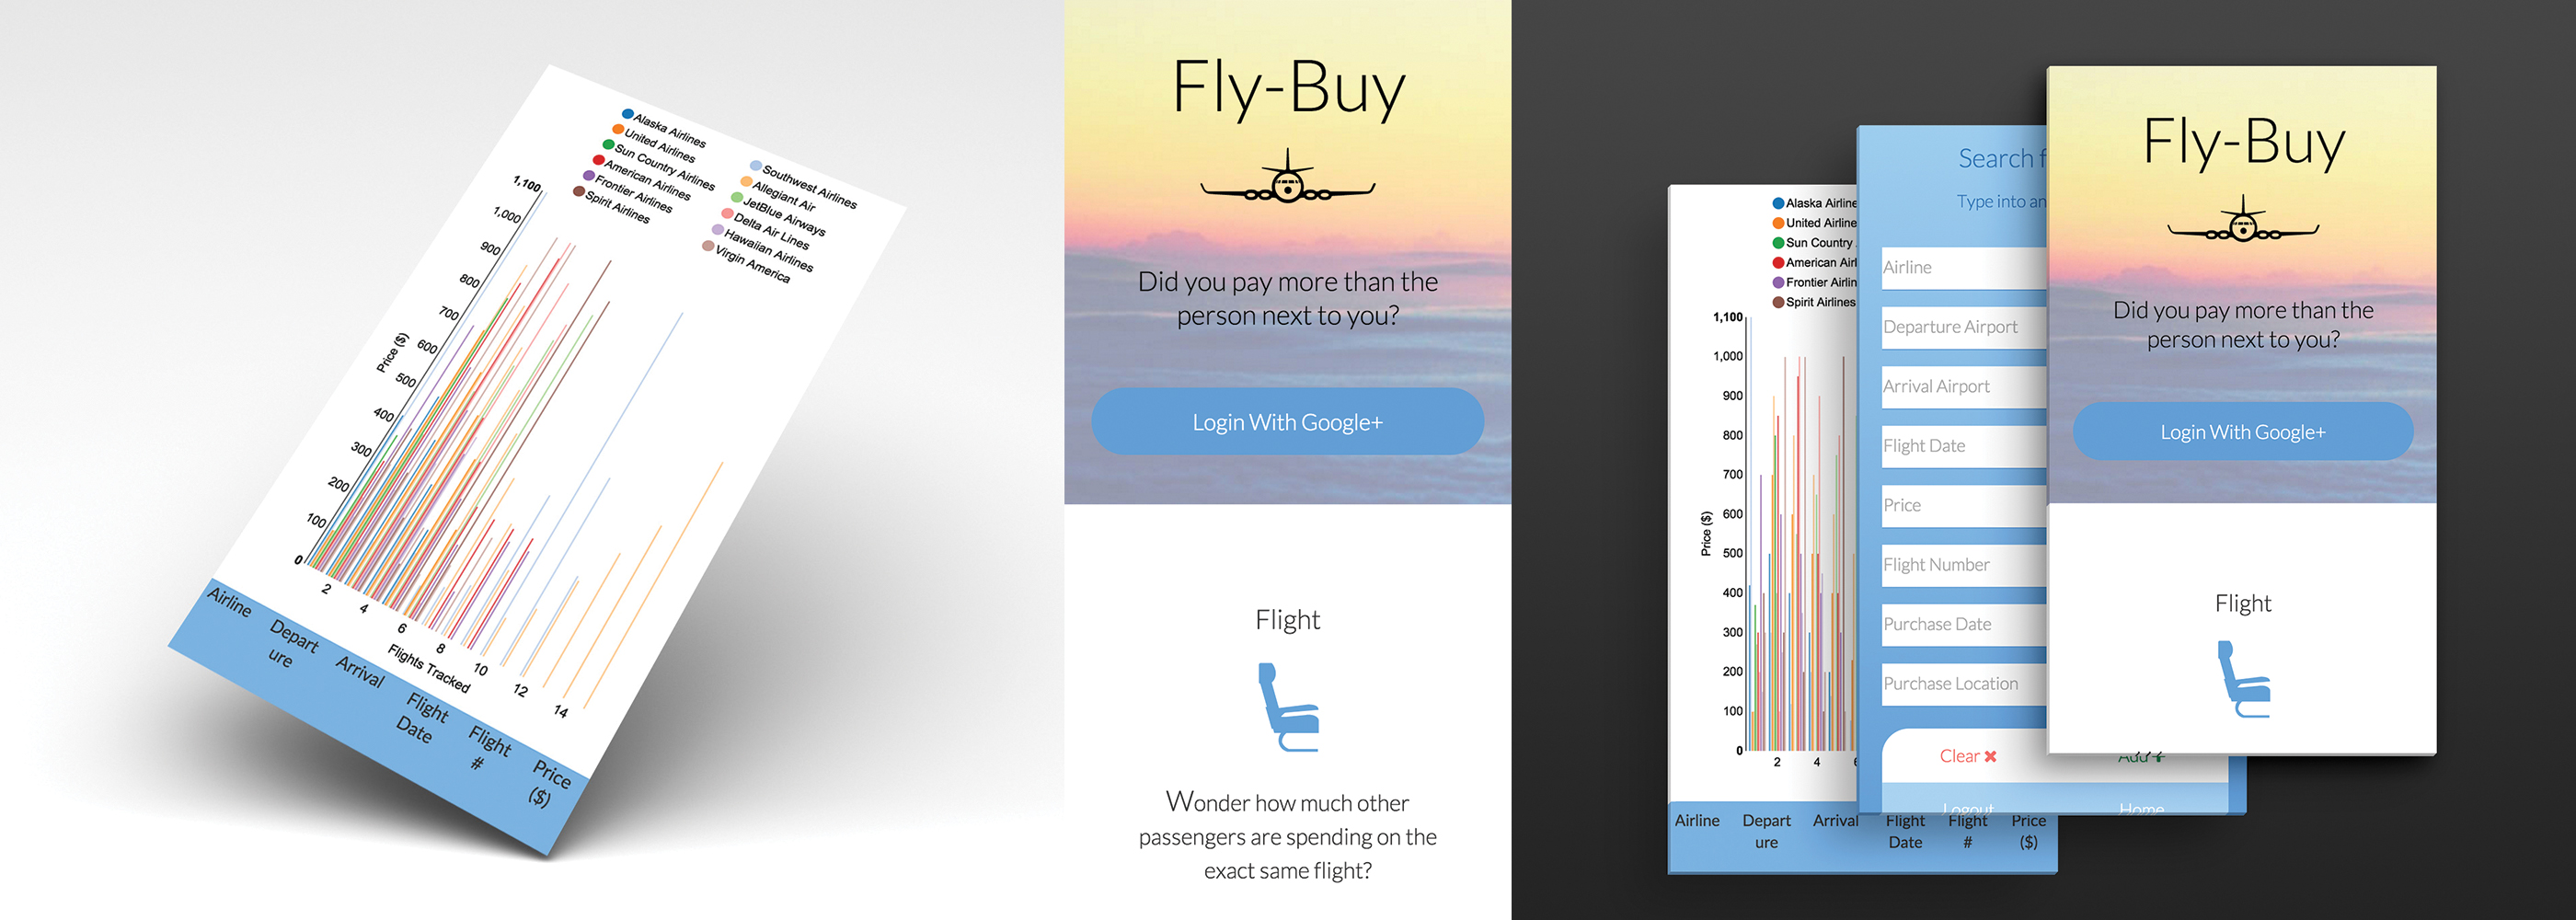 Alaska Airlines
United Airlines
Sun Country Airlines
American Airlines
Frontier Airlines
Spirit Airlines
Southwest Airlines
Allegiant Air
JetBlue Airways
Delta Air Lines
Hawaiian Airlines
Virgin America
1,100
1,000
900
800
700
600
500
400
300
200
100
0
Price ($)
2
4
6
8
10
12
14
Flights Tracked
Airline
Depart
ure
Arrival
Flight
Date
Flight
#
Price
($)
Fly-Buy
Did you pay more than the
person next to you?
Login With Google+
Flight
Wonder how much other
passengers are spending on the
exact same flight?
Alaska Airline
United Airline
Sun Country
American Airl
Frontier Airlin
Spirit Airlines
1,100
1,000
900
800
700
600
500
400
300
200
100
0
Price ($)
2
4
6
Airline
Depart
ure
Arrival
Flight
Date
Flight
#
Price
($)
Search f
Type into an
Airline
Departure Airport
Arrival Airport
Flight Date
Price
Flight Number
Purchase Date
Purchase Location
Clear ✖
Add
Logout
Home
Fly-Buy
Did you pay more than the
person next to you?
Login With Google+
Flight